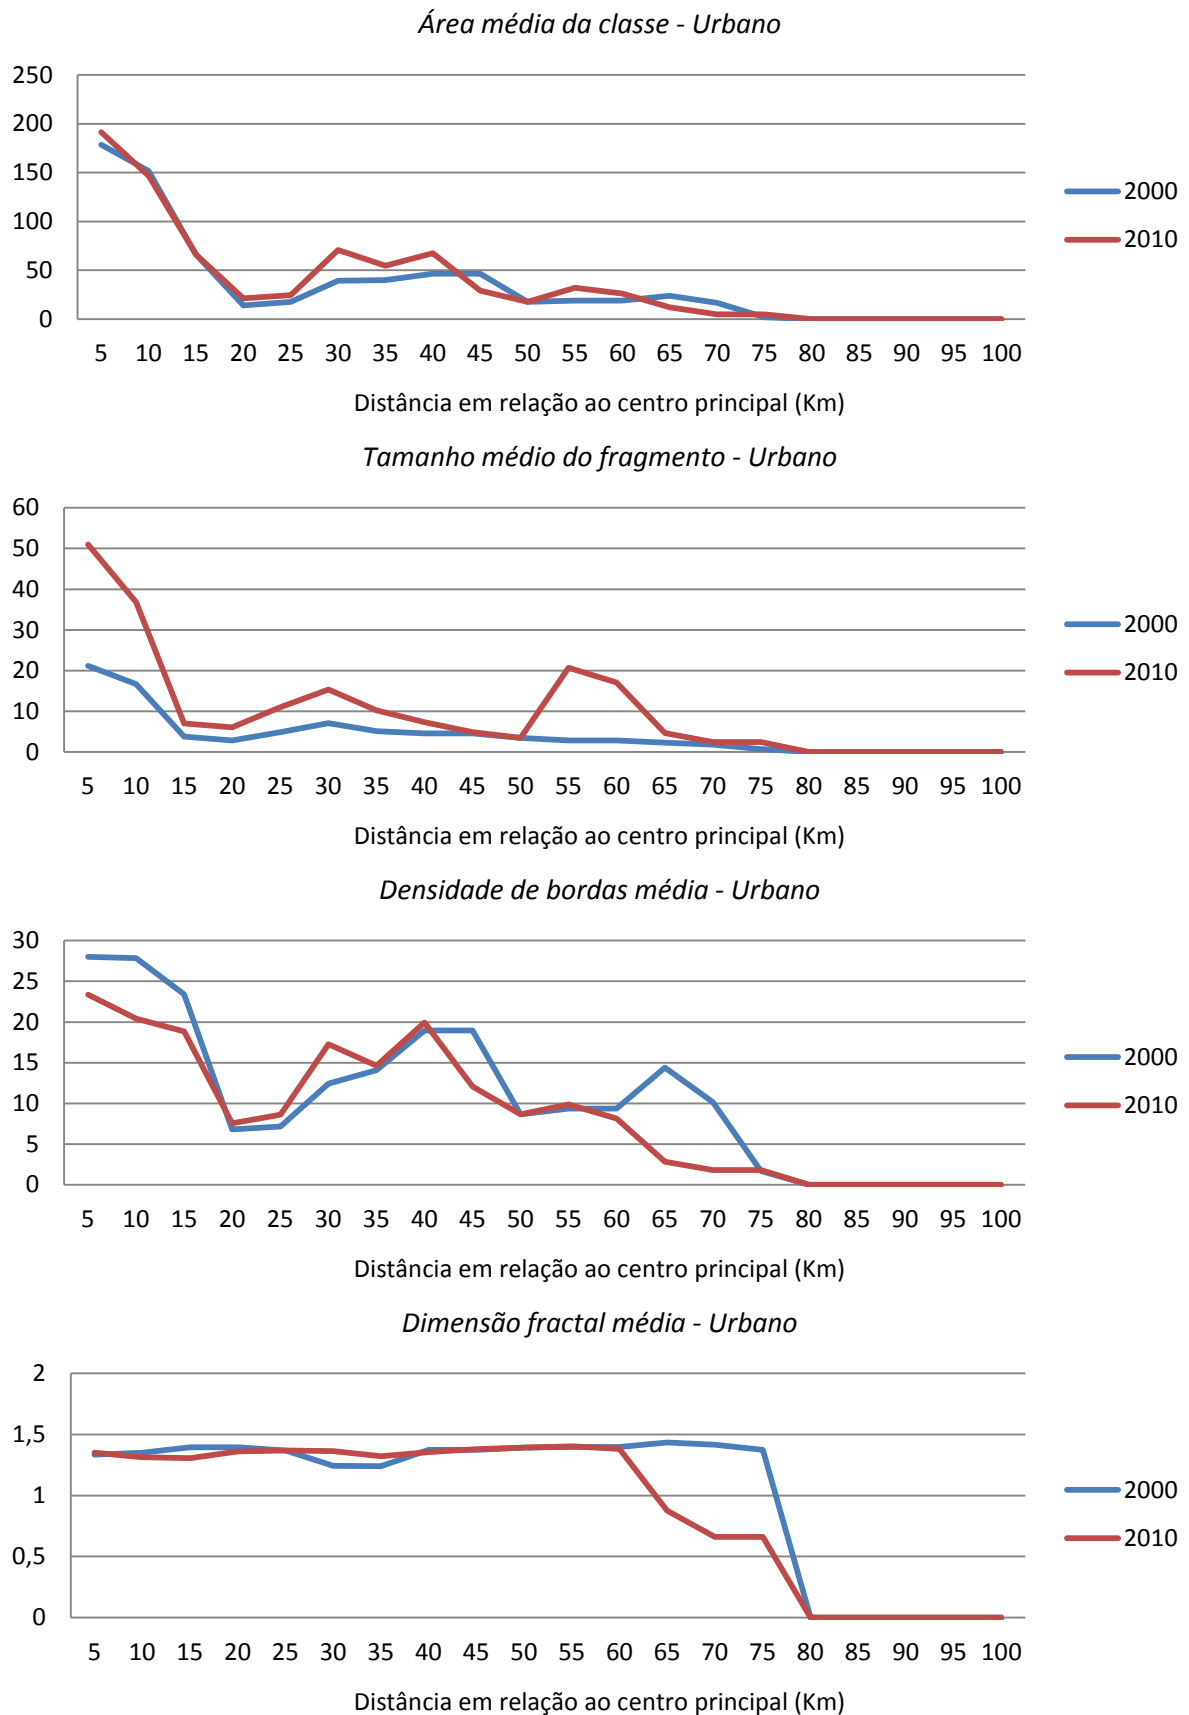 Área média da classe - Urbano
250
200
150
100
50
0
5 10 15 20 25 30 35 40 45 50 55 60 65 70 75 80 85 90 95 100
Distância em relação ao centro principal (Km)
2000
2010
Tamanho médio do fragmento - Urbano
60
50
40
30
20
10
0
5 10 15 20 25 30 35 40 45 50 55 60 65 70 75 80 85 90 95 100
Distância em relação ao centro principal (Km)
2000
2010
Densidade de bordas média - Urbano
30
25
20
15
10
5
0
5 10 15 20 25 30 35 40 45 50 55 60 65 70 75 80 85 90 95 100
Distância em relação ao centro principal (Km)
2000
2010
Dimensão fractal média - Urbano
2
1,5
1
0,5
0
5 10 15 20 25 30 35 40 45 50 55 60 65 70 75 80 85 90 95 100
Distância em relação ao centro principal (Km)
2000
2010